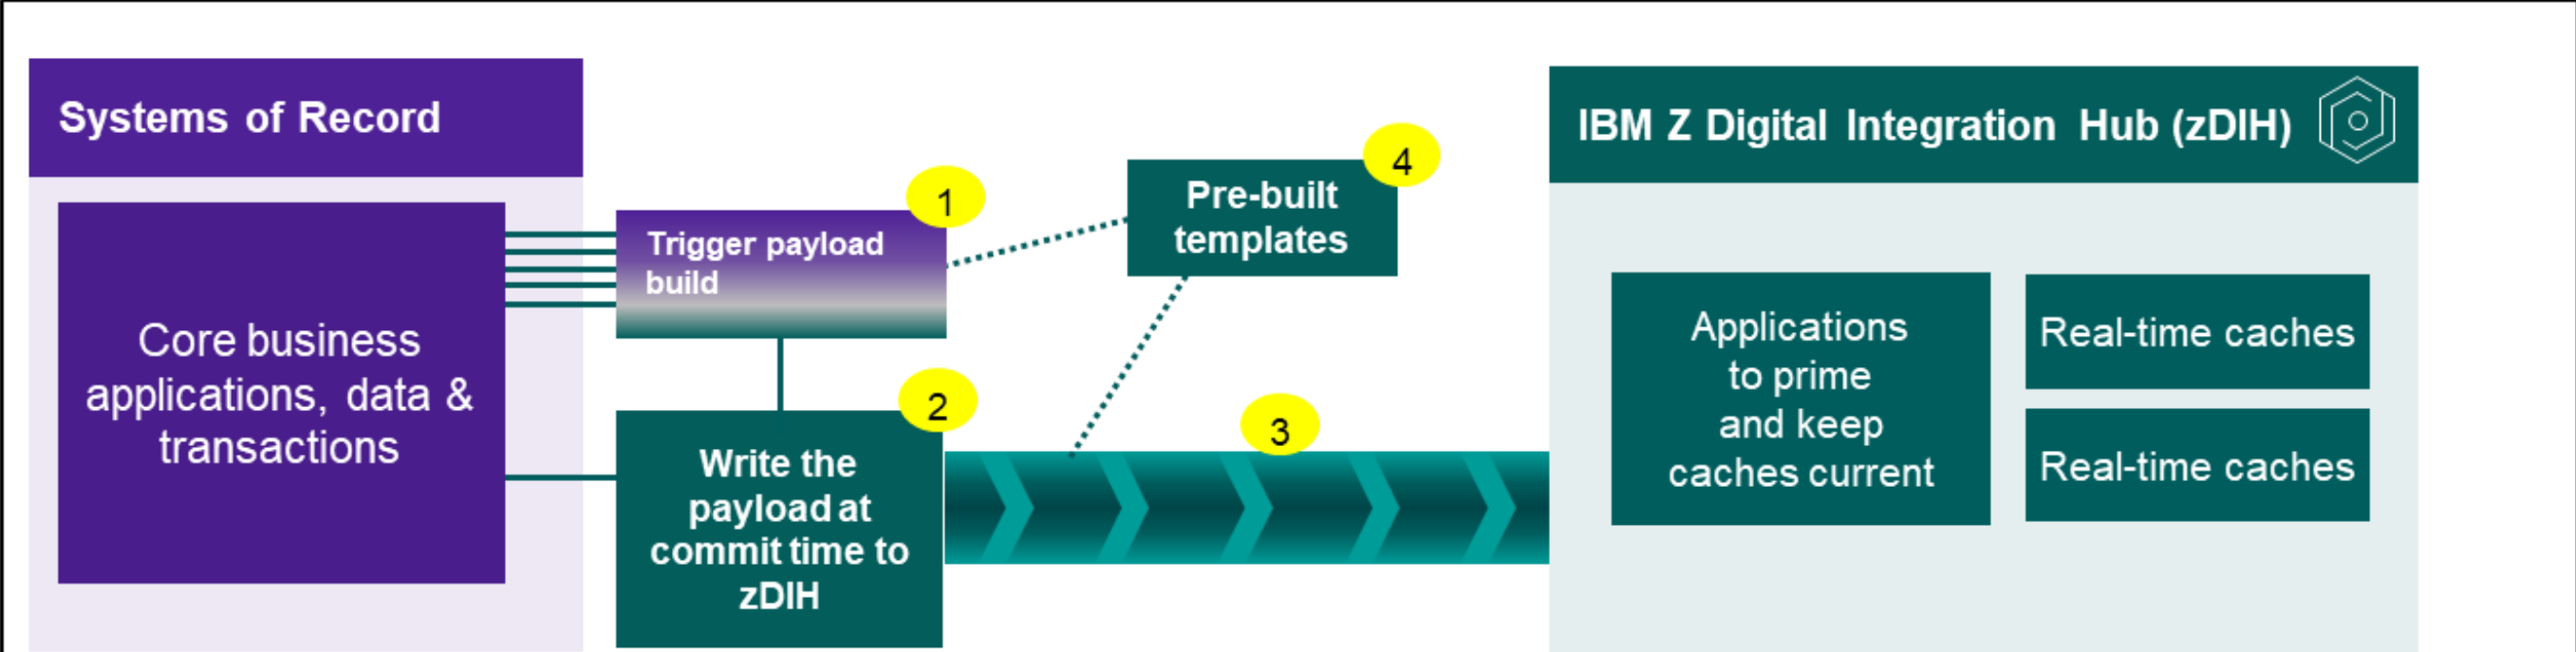 Systems of Record
Core business
applications, data &
transactions
1
Trigger payload
build
2
Write the
payload at
commit time to
zDIH
3
4
Pre-built
templates
IBM Z Digital Integration Hub (zDIH)
Applications
to prime
and keep
caches current
Real-time caches
Real-time caches